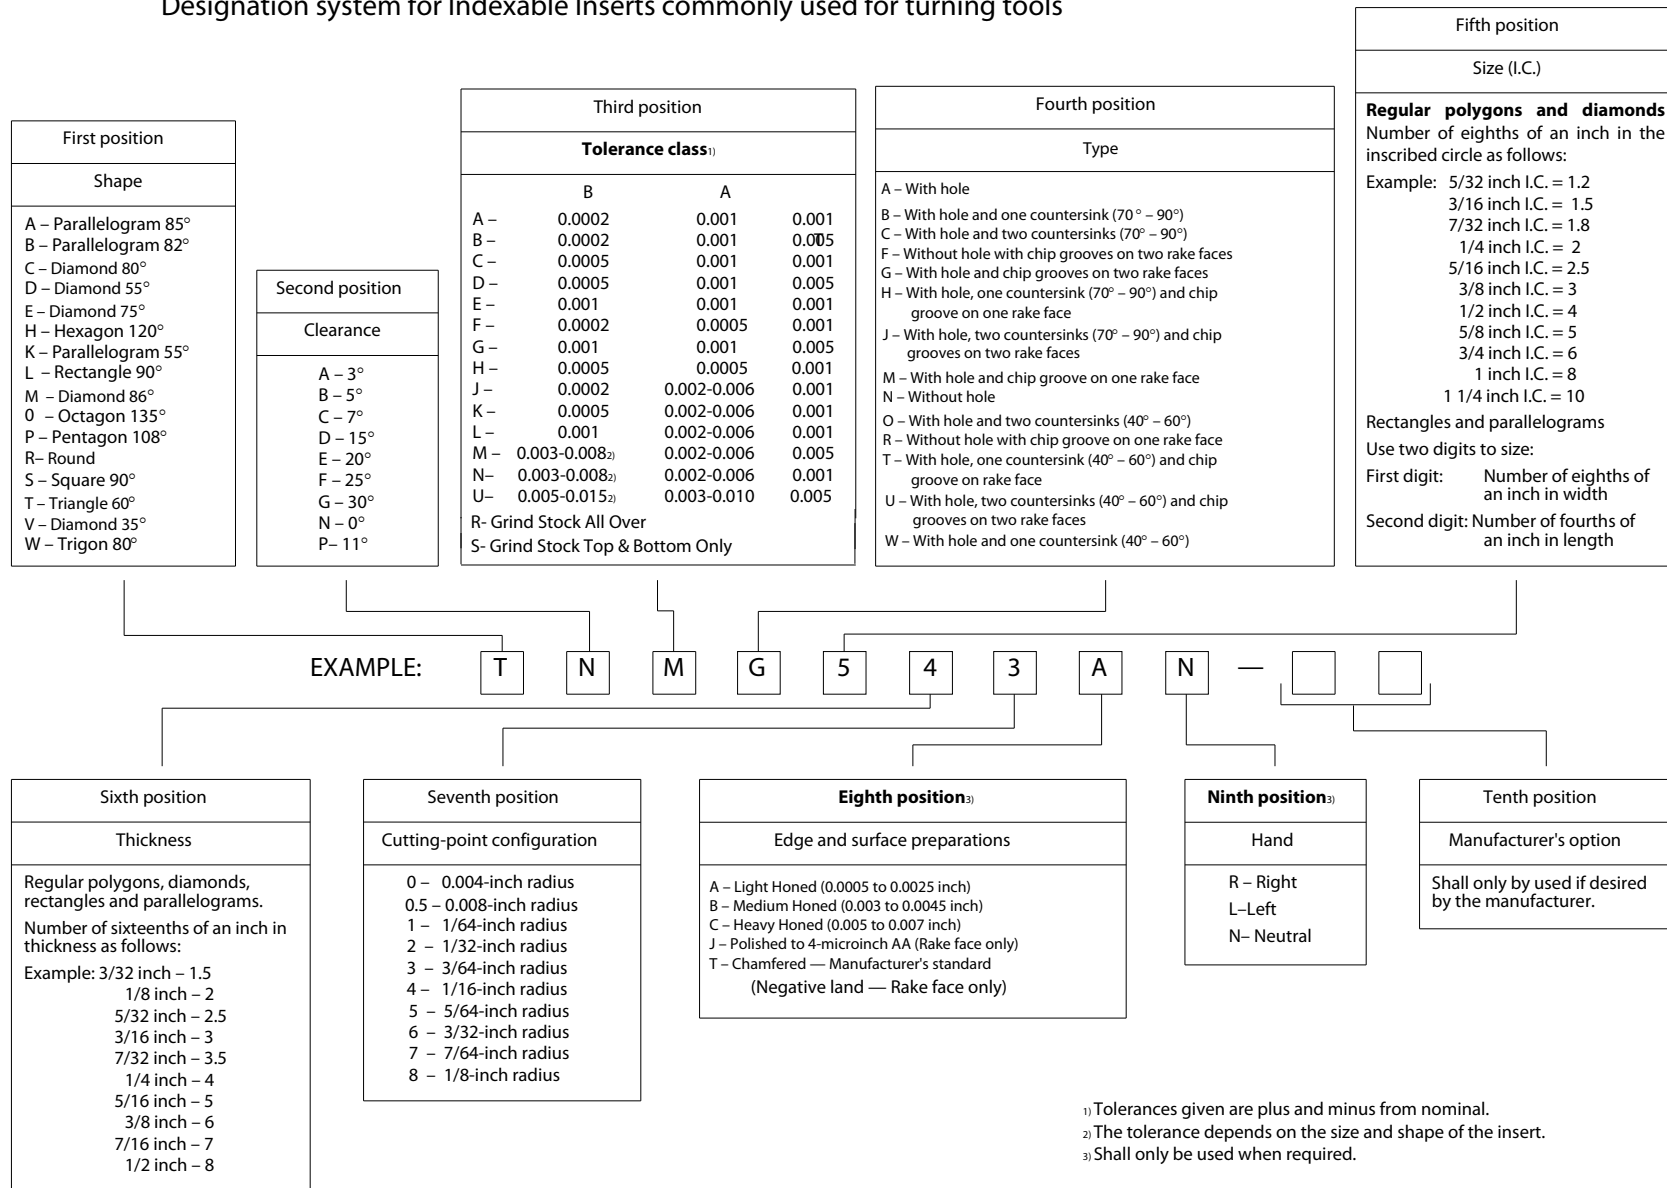 Designation system for Indexable Inserts commonly used for turning tools
First position
Shape
A – Parallelogram 85°
B – Parallelogram 82°
C – Diamond 80°
D – Diamond 55°
E – Diamond 75°
H – Hexagon 120°
K – Parallelogram 55°
L – Rectangle 90°
M – Diamond 86°
0 – Octagon 135°
P – Pentagon 108°
R– Round
S – Square 90°
T – Triangle 60°
V – Diamond 35°
W – Trigon 80°
Second position
Clearance
A – 3°
B – 5°
C – 7°
D – 15°
E – 20°
F – 25°
G – 30°
N – 0°
P– 11°
Third position
Tolerance class1)
B A T
A – 0.0002 0.001 0.001
B – 0.0002 0.001 0.005
C – 0.0005 0.001 0.001
D – 0.0005 0.001 0.005
E – 0.001 0.001 0.001
F – 0.0002 0.0005 0.001
G – 0.001 0.001 0.005
H – 0.0005 0.0005 0.001
J – 0.0002 0.002-0.006 0.001
K – 0.0005 0.002-0.006 0.001
L – 0.001 0.002-0.006 0.001
M – 0.003-0.0082) 0.002-0.006 0.005
N– 0.003-0.0082) 0.002-0.006 0.001
U– 0.005-0.0152) 0.003-0.010 0.005
R- Grind Stock All Over
S- Grind Stock Top & Bottom Only
Fourth position
Type
A – With hole
B – With hole and one countersink (70° – 90°)
C – With hole and two countersinks (70° – 90°)
F – Without hole with chip grooves on two rake faces
G – With hole and chip grooves on two rake faces
H – With hole, one countersink (70° – 90°) and chip
groove on one rake face
J – With hole, two countersinks (70° – 90°) and chip
grooves on two rake faces
M – With hole and chip groove on one rake face
N – Without hole
O – With hole and two countersinks (40° – 60°)
R – Without hole with chip groove on one rake face
T – With hole, one countersink (40° – 60°) and chip
groove on rake face
U – With hole, two countersinks (40° – 60°) and chip
grooves on two rake faces
W – With hole and one countersink (40° – 60°)
Fifth position
Size (I.C.)
Regular polygons and diamonds
Number of eighths of an inch in the
inscribed circle as follows:
Example: 5/32 inch I.C. = 1.2
3/16 inch I.C. = 1.5
7/32 inch I.C. = 1.8
1/4 inch I.C. = 2
5/16 inch I.C. = 2.5
3/8 inch I.C. = 3
1/2 inch I.C. = 4
5/8 inch I.C. = 5
3/4 inch I.C. = 6
1 inch I.C. = 8
1 1/4 inch I.C. = 10
Rectangles and parallelograms
Use two digits to size:
First digit: Number of eighths of
an inch in width
Second digit: Number of fourths of
an inch in length
EXAMPLE: T N M G 5 4 3 A N —
Sixth position
Thickness
Regular polygons, diamonds,
rectangles and parallelograms.
Number of sixteenths of an inch in
thickness as follows:
Example: 3/32 inch – 1.5
1/8 inch – 2
5/32 inch – 2.5
3/16 inch – 3
7/32 inch – 3.5
1/4 inch – 4
5/16 inch – 5
3/8 inch – 6
7/16 inch – 7
1/2 inch – 8
Seventh position
Cutting-point configuration
0 – 0.004-inch radius
0.5 – 0.008-inch radius
1 – 1/64-inch radius
2 – 1/32-inch radius
3 – 3/64-inch radius
4 – 1/16-inch radius
5 – 5/64-inch radius
6 – 3/32-inch radius
7 – 7/64-inch radius
8 – 1/8-inch radius
Eighth position3)
Edge and surface preparations
A – Light Honed (0.0005 to 0.0025 inch)
B – Medium Honed (0.003 to 0.0045 inch)
C – Heavy Honed (0.005 to 0.007 inch)
J – Polished to 4-microinch AA (Rake face only)
T – Chamfered — Manufacturer's standard
(Negative land — Rake face only)
Ninth position3)
Hand
R – Right
L–Left
N– Neutral
Tenth position
Manufacturer's option
Shall only by used if desired
by the manufacturer.
1) Tolerances given are plus and minus from nominal.
2) The tolerance depends on the size and shape of the insert.
3) Shall only be used when required.